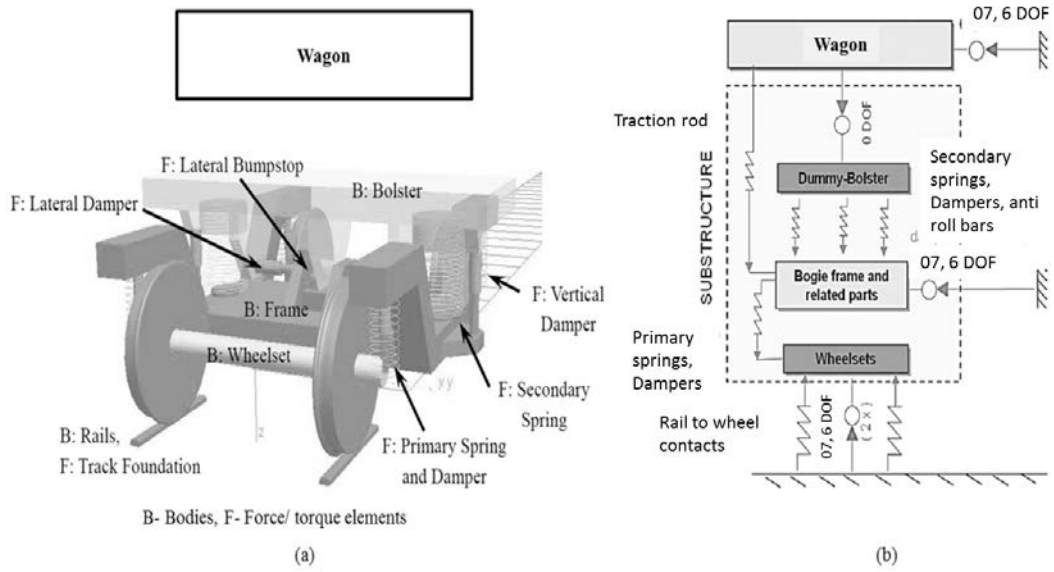 Wagon
F: Lateral Bumpstop
B: Bolster
F: Lateral Damper
B: Frame
F: Vertical
Damper
B: Wheelset
F: Secondary
Spring
B: Rails,
F: Track Foundation
F: Primary Spring
and Damper
B- Bodies, F- Force/ torque elements
(a)
07, 6 DOF
Wagon
Traction rod
0 DOF
SUBSTRUCTURE
Dummy-Bolster
Secondary
springs,
Dampers, anti
roll bars
d
07, 6 DOF
Bogie frame and
related parts
Primary
springs,
Dampers
Wheelsets
Rail to wheel
contacts
07, 6 DOF
( 2 x )
(b)